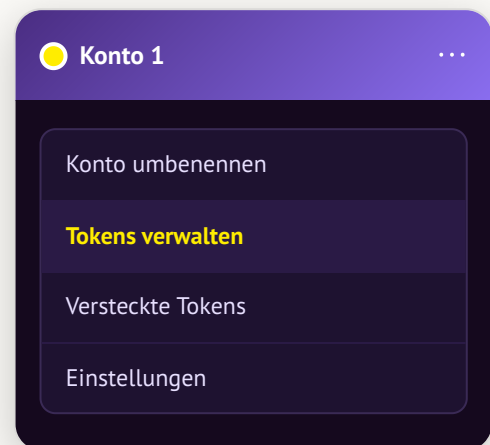 Konto 1
...
Konto umbenennen
Tokens verwalten
Versteckte Tokens
Einstellungen